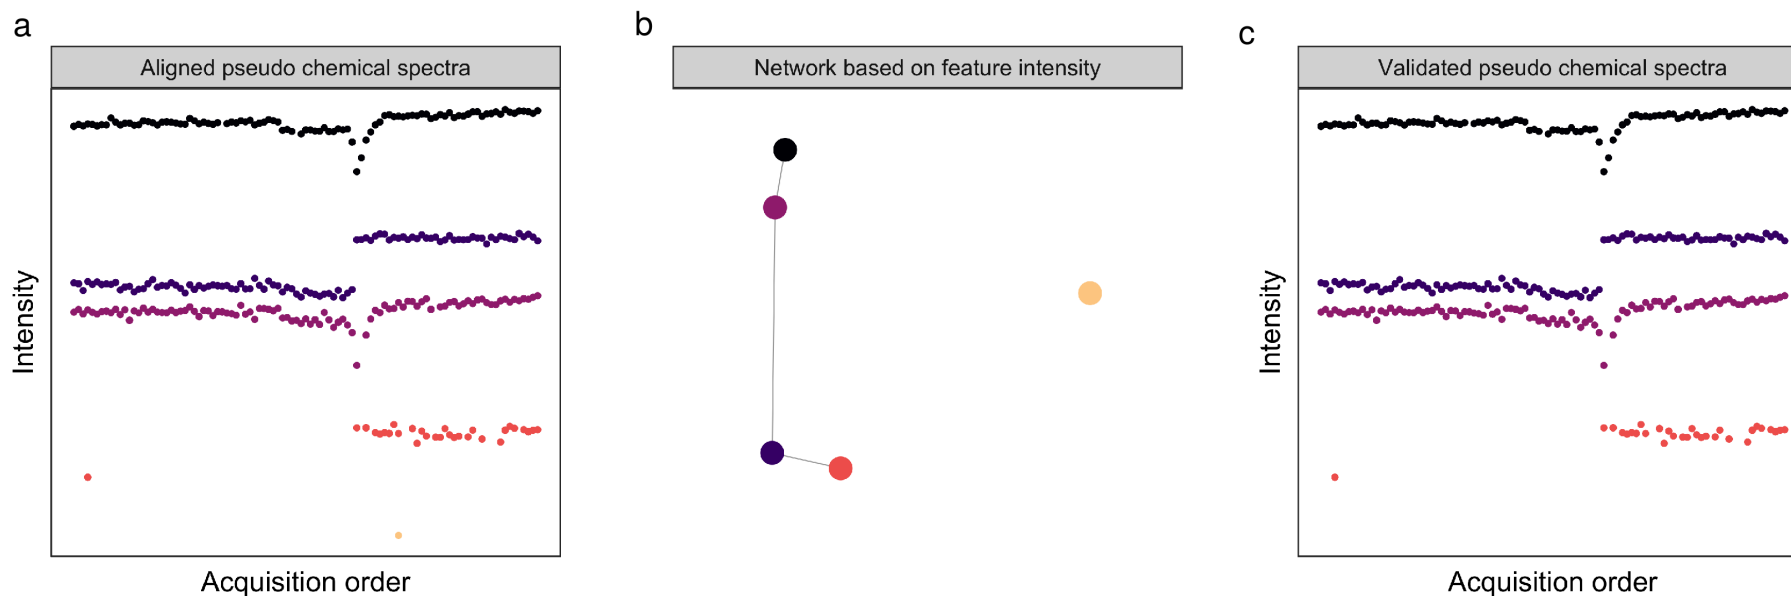 a
Aligned pseudo chemical spectra
Intensity
Acquisition order
b
Network based on feature intensity
c
Validated pseudo chemical spectra
Intensity
Acquisition order